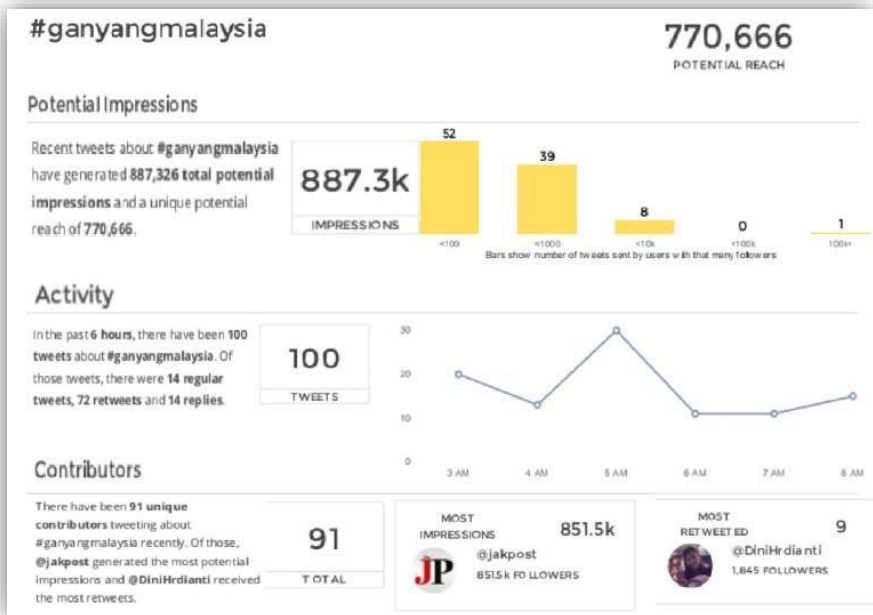 #ganyangmalaysia
770,666
POTENTIAL REACH
Potential Impressions
Recent tweets about #ganyangmalaysia
have generated 887,326 total potential
impressions and a unique potential
reach of 770,666.
887.3k
IMPRESSIONS
52
39
8
0
1
<100
<1000
<10k
<100k
100k+
Bars show number of tweets sent by users with that many followers
Activity
In the past 6 hours, there have been 100
tweets about #ganyangmalaysia. Of
those tweets, there were 14 regular
tweets, 72 retweets and 14 replies.
100
TWEETS
30
20
10
0
3 AM
4 AM
5 AM
6 AM
7 AM
8 AM
Contributors
There have been 91 unique
contributors tweeting about
#ganyangmalaysia recently. Of those,
@jakpost generated the most potential
impressions and @DiniHrdianti received
the most retweets.
91
TOTAL
MOST
IMPRESSIONS
851.5k
JP
@jakpost
851.5k FOLLOWERS
MOST
RETWEETED
9
@DiniHrdianti
1,845 FOLLOWERS